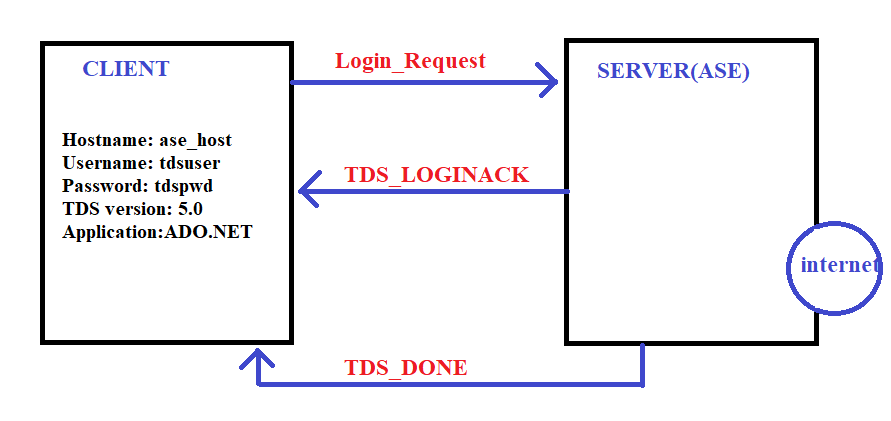 CLIENT
Hostname: ase_host
Username: tdsuser
Password: tdspwd
TDS version: 5.0
Application:ADO.NET
Login_Request
TDS_LOGINACK
TDS_DONE
SERVER(ASE)
internet